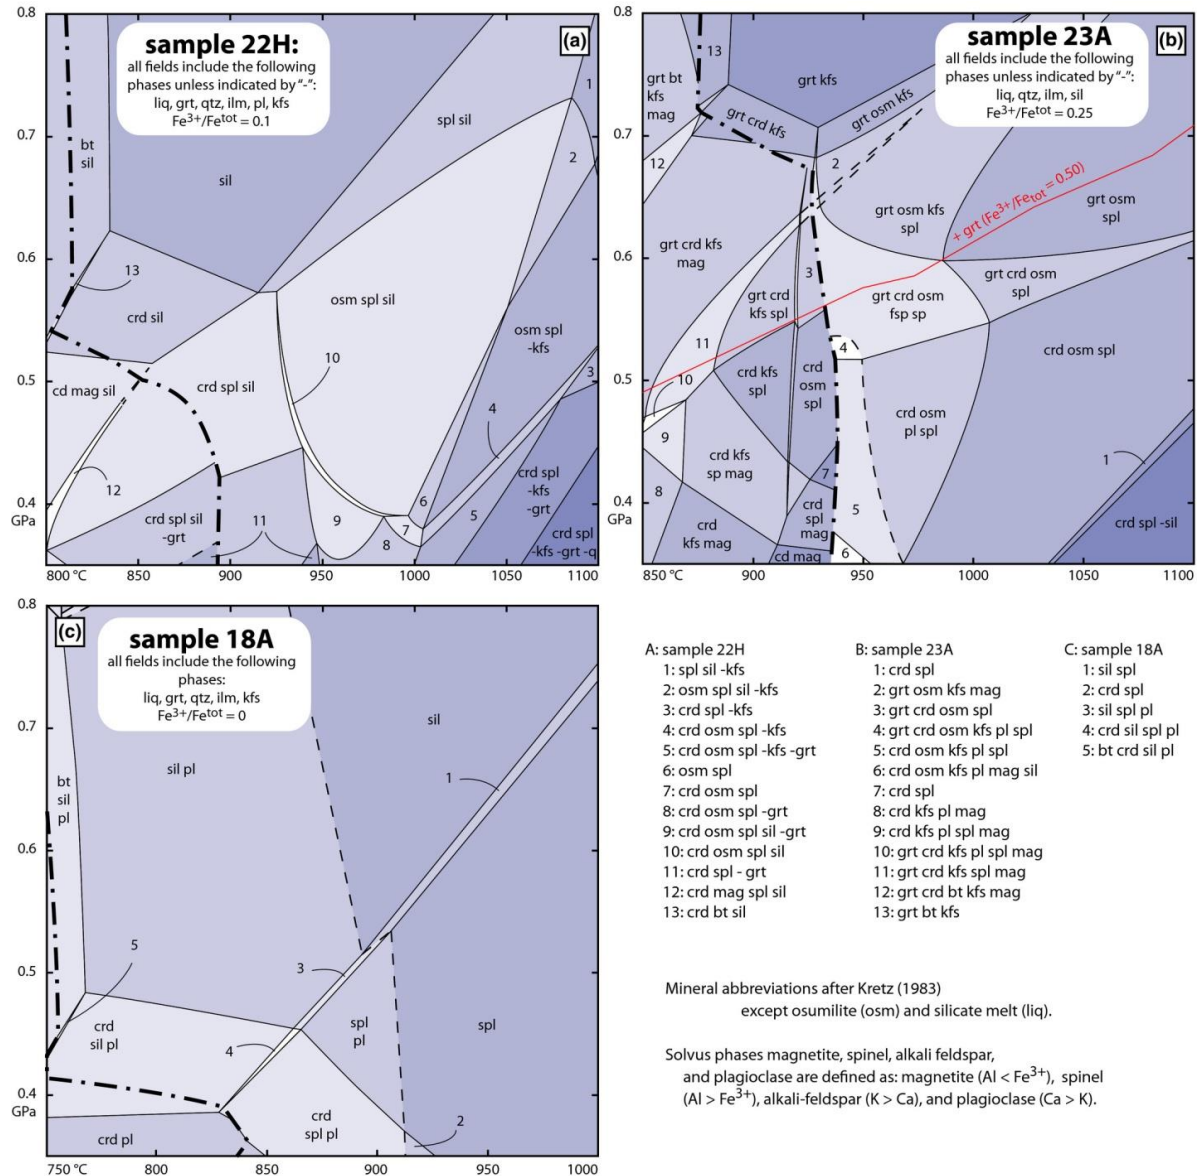 sample 22H:
all fields include the following
phases unless indicated by "-":
liq, grt, qtz, ilm, pl, kfs
Fe3+/Fetot = 0.1
(a)
0.8
0.7
0.6
0.5
0.4
GPa
800 °C
850
900
950
1000
1050
1100
bt
sil
sil
spl sil
1
2
13
crd sil
osm spl sil
10
osm spl
-kfs
cd mag sil
crd spl sil
3
4
12
crd spl
-kfs
-grt
crd spl sil
-grt
11
9
6
7
8
5
crd spl
-kfs -grt -q
sample 23A
all fields include the following
phases unless indicated by "-":
liq, qtz, ilm, sil
Fe3+/Fetot = 0.25
(b)
0.8
0.7
0.6
0.5
0.4
GPa
850 °C
900
950
1000
1050
1100
13
grt bt
kfs
mag
grt kfs
grt crd kfs
grt osm kfs
12
2
+ grt (Fe3+/Fetot = 0.50)
grt osm kfs
spl
grt osm
spl
grt crd kfs
mag
3
grt crd
kfs spl
grt crd osm
fsp sp
grt crd osm
spl
11
4
crd osm spl
10
crd kfs
spl
crd
osm
spl
crd osm
pl spl
9
crd kfs
sp mag
1
8
7
5
crd
kfs mag
crd
spl
mag
crd spl -sil
cd mag
6
sample 18A
all fields include the following
phases:
liq, grt, qtz, ilm, kfs
Fe3+/Fetot = 0
(c)
0.8
0.7
0.6
0.5
0.4
GPa
750 °C
800
850
900
950
1000
sil
sil pl
bt
sil
pl
1
5
3
crd
sil pl
spl
pl
spl
4
crd
spl pl
2
crd pl
A: sample 22H
1: spl sil -kfs
2: osm spl sil -kfs
3: crd spl -kfs
4: crd osm spl -kfs
5: crd osm spl -kfs -grt
6: osm spl
7: crd osm spl
8: crd osm spl -grt
9: crd osm spl sil -grt
10: crd osm spl sil
11: crd spl - grt
12: crd mag spl sil
13: crd bt sil
B: sample 23A
1: crd spl
2: grt osm kfs mag
3: grt crd osm spl
4: grt crd osm kfs pl spl
5: crd osm kfs pl spl
6: crd osm kfs pl mag sil
7: crd spl
8: crd kfs pl mag
9: crd kfs pl spl mag
10: grt crd kfs pl spl mag
11: grt crd kfs spl mag
12: grt crd bt kfs mag
13: grt bt kfs
C: sample 18A
1: sil spl
2: crd spl
3: sil spl pl
4: crd sil spl pl
5: bt crd sil pl
Mineral abbreviations after Kretz (1983)
except osumilite (osm) and silicate melt (liq).
Solvus phases magnetite, spinel, alkali feldspar,
and plagioclase are defined as: magnetite (Al < Fe3+), spinel
(Al > Fe3+), alkali-feldspar (K > Ca), and plagioclase (Ca > K).